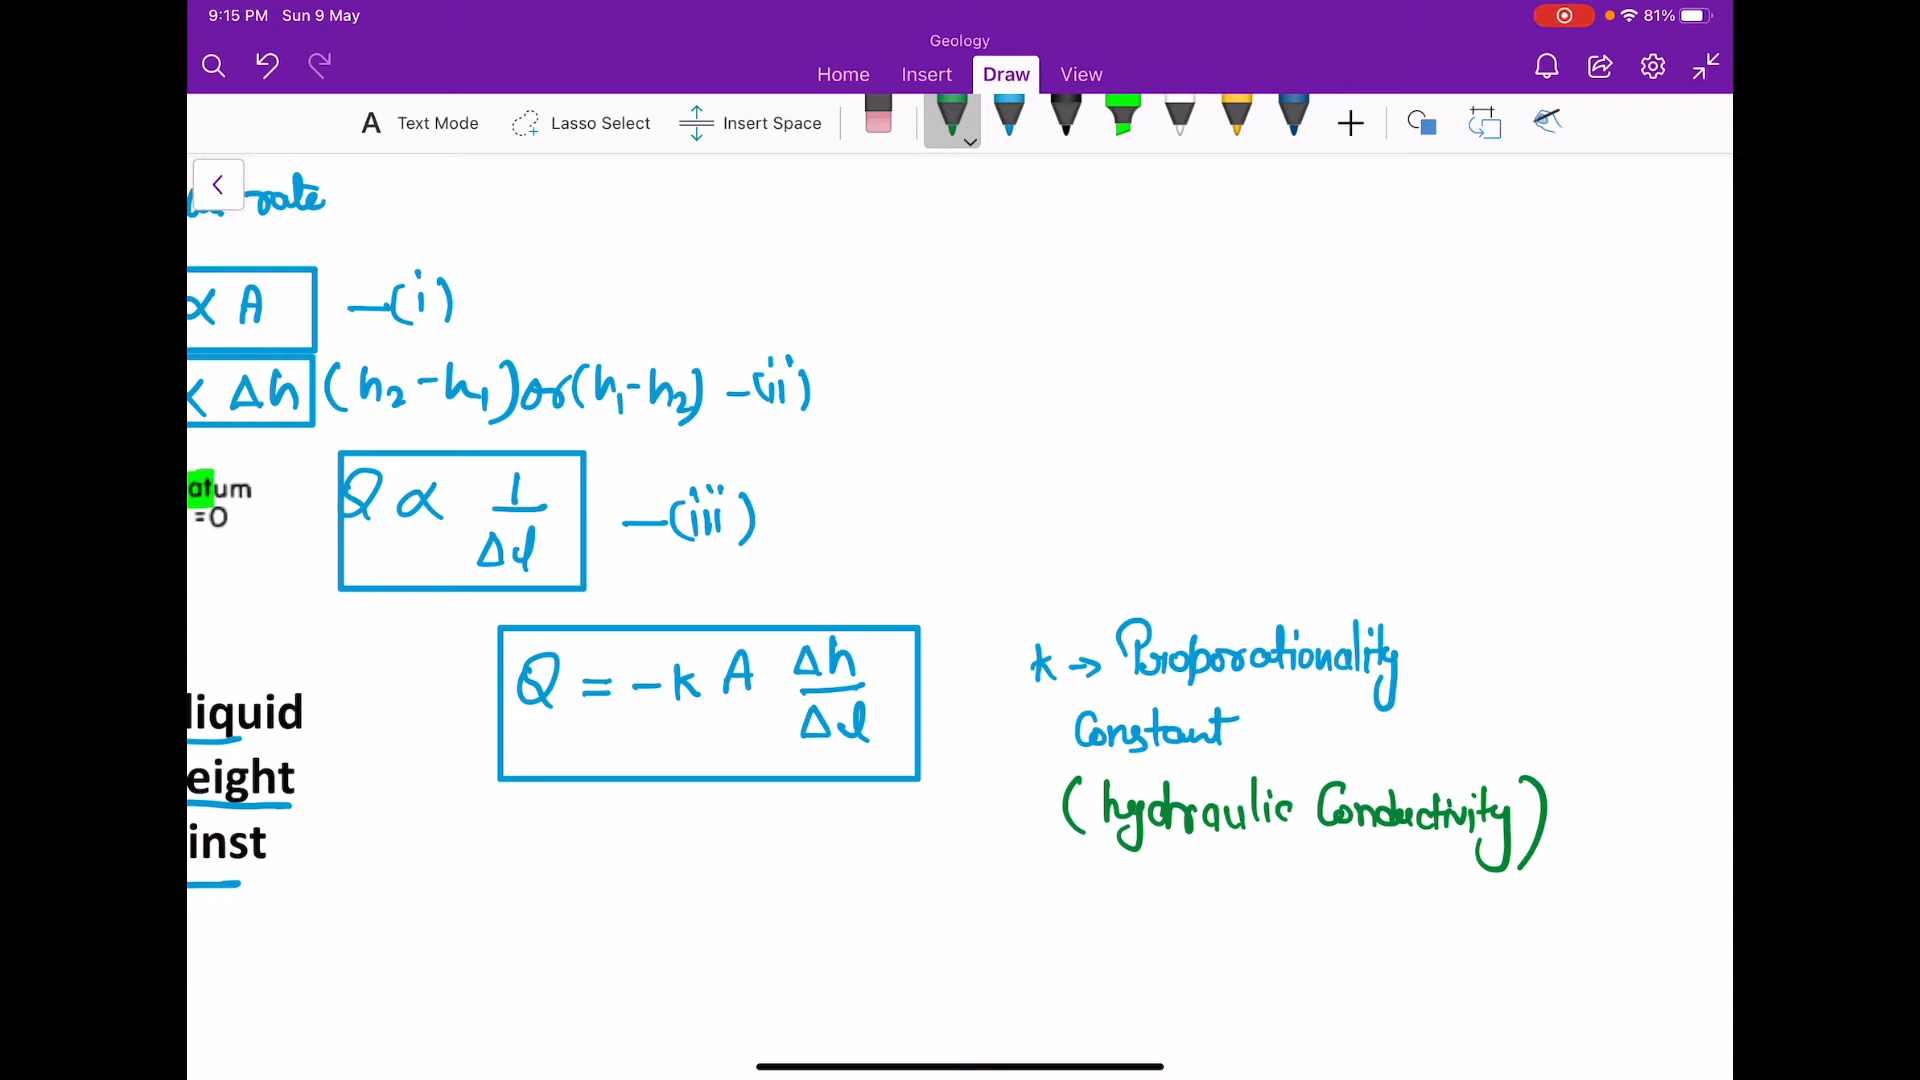 9:15 PM Sun 9 May
81%
Geology
Home Insert Draw View
A Text Mode Lasso Select Insert Space
rate
∝ A —(i)
∝ Δh (h₂-h₁) or (h₁-h₂) -(ii)
Q ∝ 1/Δl —(iii)
atum
=0
Q = -K A Δh/Δl
k → Proporationality
Constant
(hydraulic Conductivity)
liquid
eight
inst